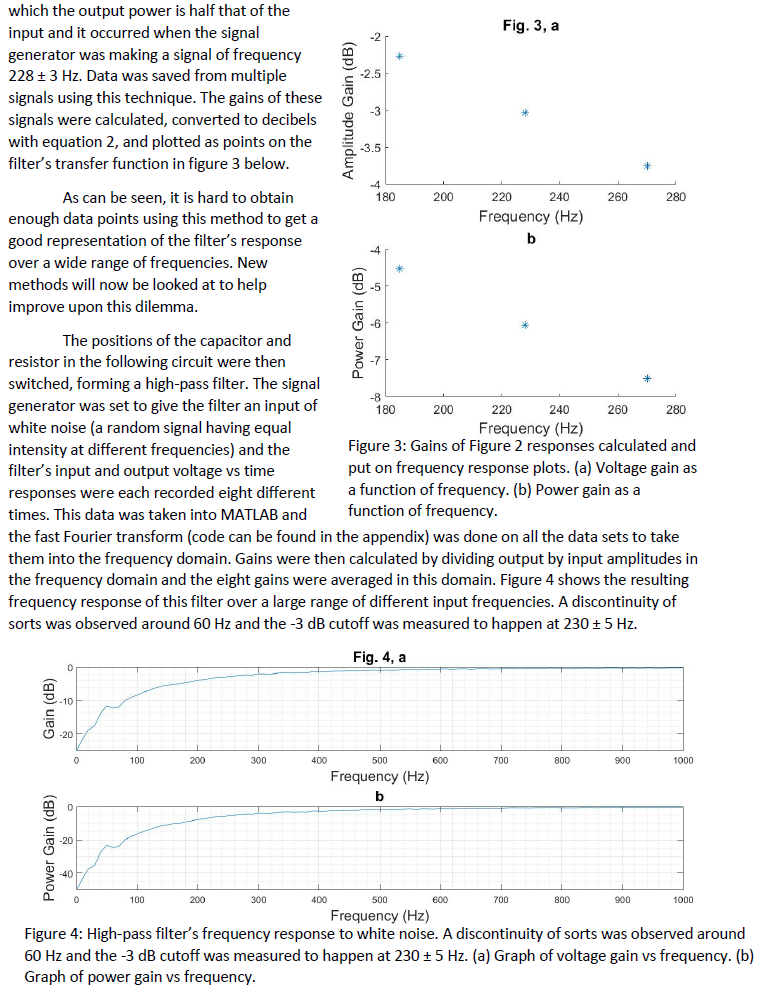 which the output power is half that of the
input and it occurred when the signal
generator was making a signal of frequency
228 ± 3 Hz. Data was saved from multiple
signals using this technique. The gains of these
signals were calculated, converted to decibels
with equation 2, and plotted as points on the
filter's transfer function in figure 3 below.
As can be seen, it is hard to obtain
enough data points using this method to get a
good representation of the filter's response
over a wide range of frequencies. New
methods will now be looked at to help
improve upon this dilemma.
The positions of the capacitor and
resistor in the following circuit were then
switched, forming a high-pass filter. The signal
generator was set to give the filter an input of
white noise (a random signal having equal
intensity at different frequencies) and the
filter's input and output voltage vs time
responses were each recorded eight different
times. This data was taken into MATLAB and
Fig. 3, a
Amplitude Gain (dB)
-2
-2.5
-3
-3.5
-4
180 200 220 240 260 280
Frequency (Hz)
b
Power Gain (dB)
-4
-5
-6
-7
-8
180 200 220 240 260 280
Frequency (Hz)
Figure 3: Gains of Figure 2 responses calculated and
put on frequency response plots. (a) Voltage gain as
a function of frequency. (b) Power gain as a
function of frequency.
the fast Fourier transform (code can be found in the appendix) was done on all the data sets to take
them into the frequency domain. Gains were then calculated by dividing output by input amplitudes in
the frequency domain and the eight gains were averaged in this domain. Figure 4 shows the resulting
frequency response of this filter over a large range of different input frequencies. A discontinuity of
sorts was observed around 60 Hz and the -3 dB cutoff was measured to happen at 230 ± 5 Hz.
Fig. 4, a
Gain (dB)
0
-10
-20
0 100 200 300 400 500 600 700 800 900 1000
Frequency (Hz)
b
Power Gain (dB)
0
-20
-40
0 100 200 300 400 500 600 700 800 900 1000
Frequency (Hz)
Figure 4: High-pass filter's frequency response to white noise. A discontinuity of sorts was observed around
60 Hz and the -3 dB cutoff was measured to happen at 230 ± 5 Hz. (a) Graph of voltage gain vs frequency. (b)
Graph of power gain vs frequency.